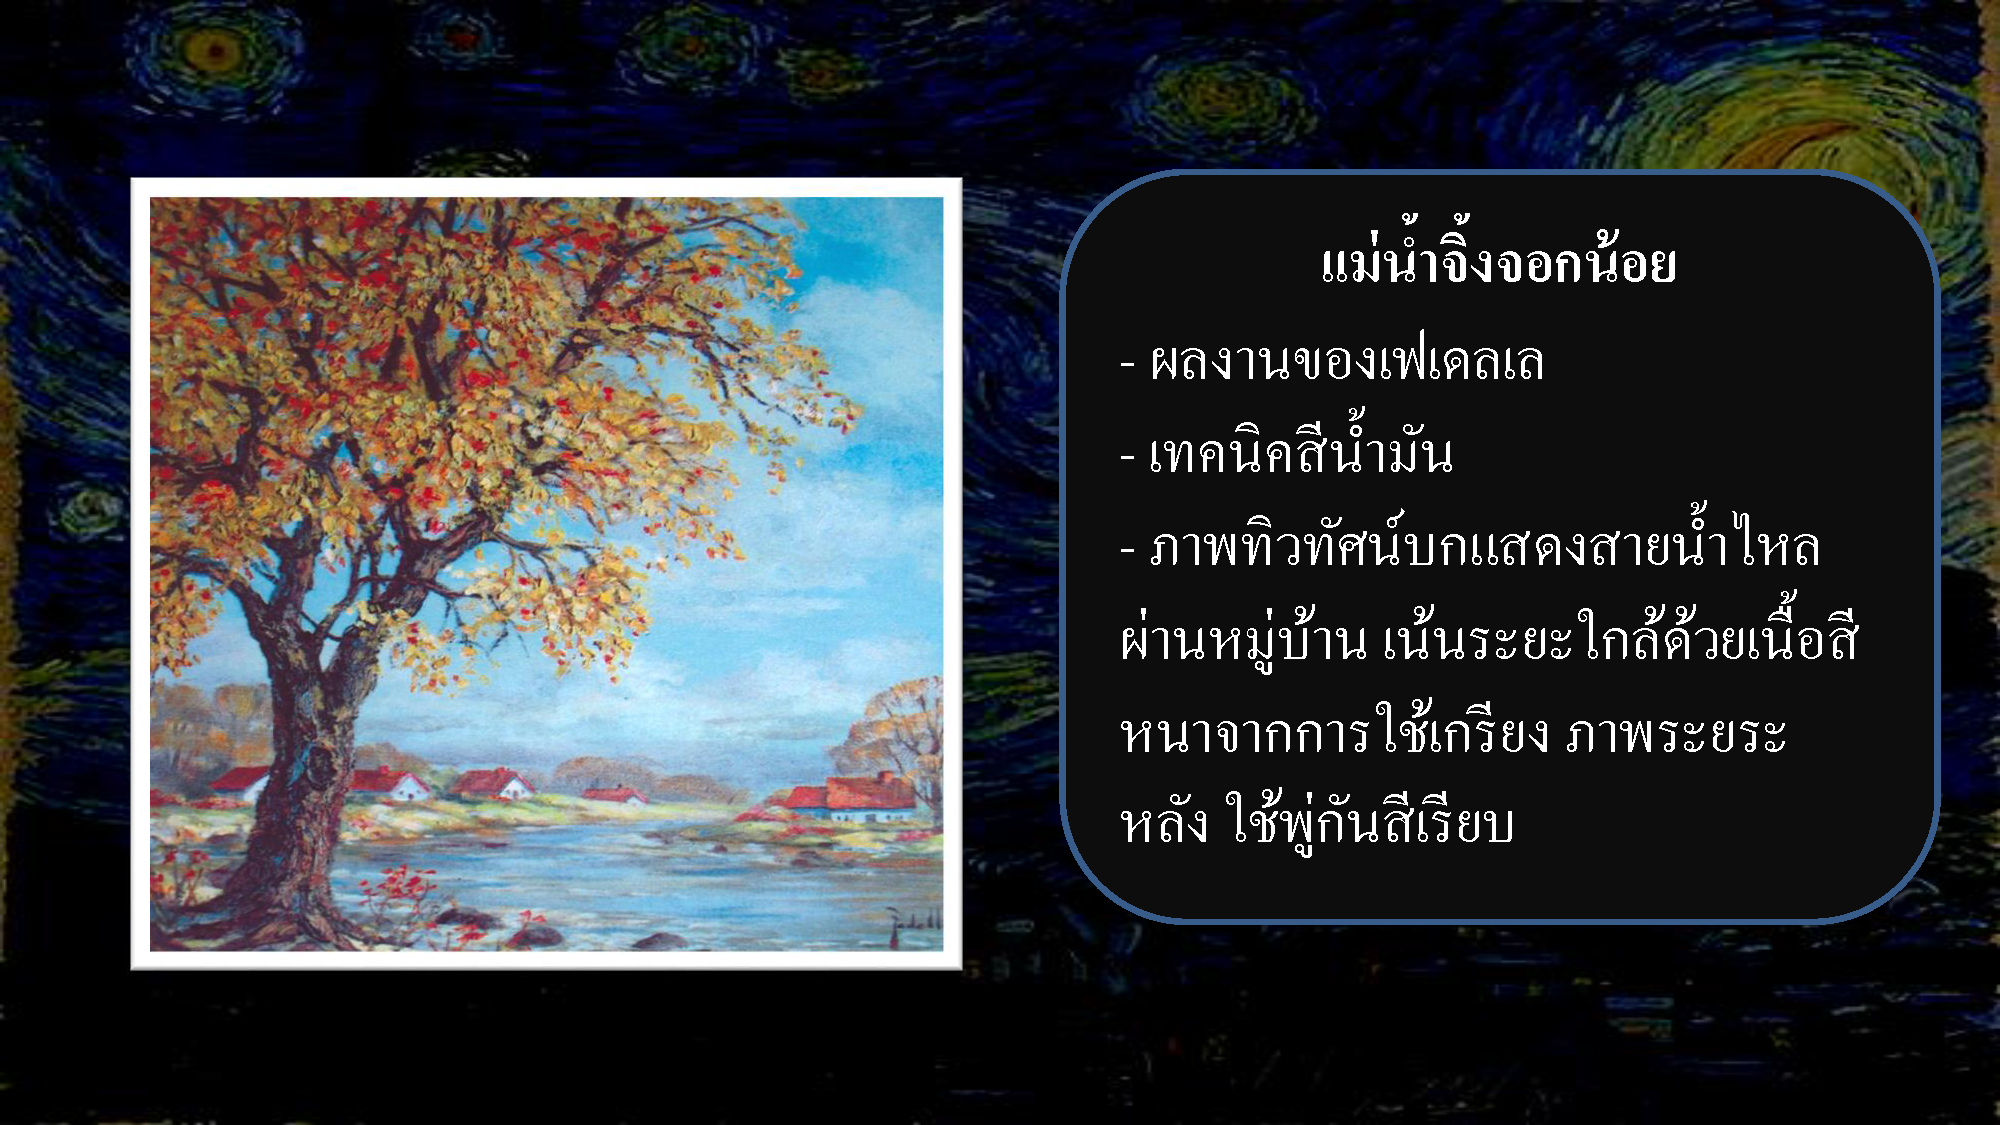 แม่น้ำจิ้งจอกน้อย
- ผลงานของเฟเดลเล
- เทคนิคสีน้ำมัน
- ภาพทิวทัศน์บกแสดงสายน้ำไหล
ผ่านหมู่บ้าน เน้นระยะใกล้ด้วยเนื้อสี
หนาจากการใช้เกรียง ภาพระยระ
หลัง ใช้พู่กันสีเรียบ